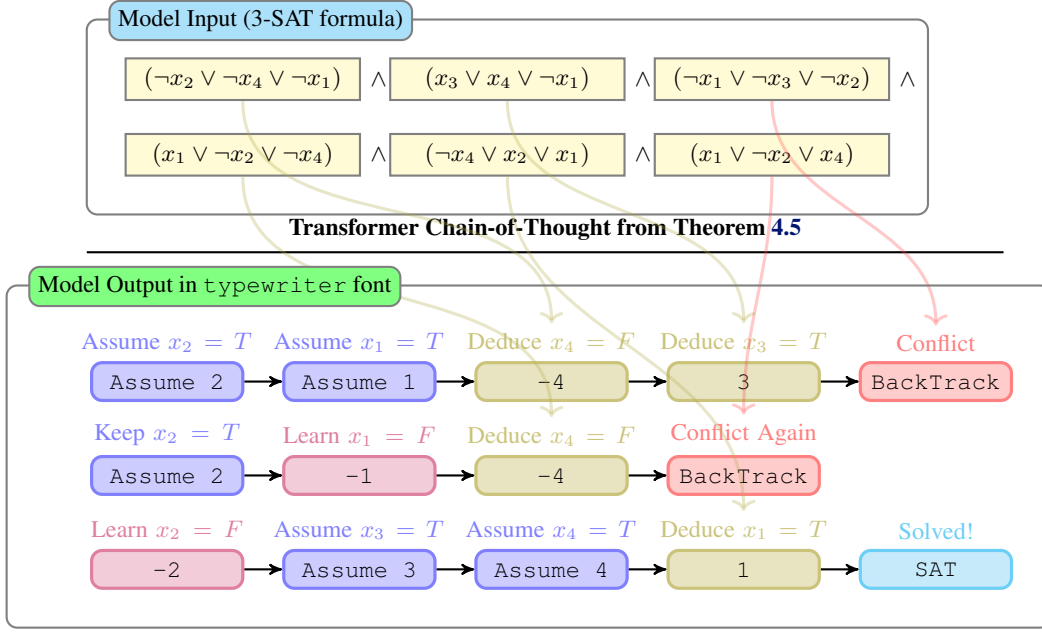 Model Input (3-SAT formula)
(¬x₂ ∨ ¬x₄ ∨ ¬x₁) ∧ (x₃ ∨ x₄ ∨ ¬x₁) ∧ (¬x₁ ∨ ¬x₃ ∨ ¬x₂) ∧
(x₁ ∨ ¬x₂ ∨ ¬x₄) ∧ (¬x₄ ∨ x₂ ∨ x₁) ∧ (x₁ ∨ ¬x₂ ∨ x₄)
Transformer Chain-of-Thought from Theorem 4.5
Model Output in typewriter font
Assume x₂ = T Assume x₁ = T Deduce x₄ = F Deduce x₃ = T Conflict
Assume 2 Assume 1 -4 3 BackTrack
Keep x₂ = T Learn x₁ = F Deduce x₄ = F Conflict Again
Assume 2 -1 -4 BackTrack
Learn x₂ = F Assume x₃ = T Assume x₄ = T Deduce x₁ = T Solved!
-2 Assume 3 Assume 4 1 SAT